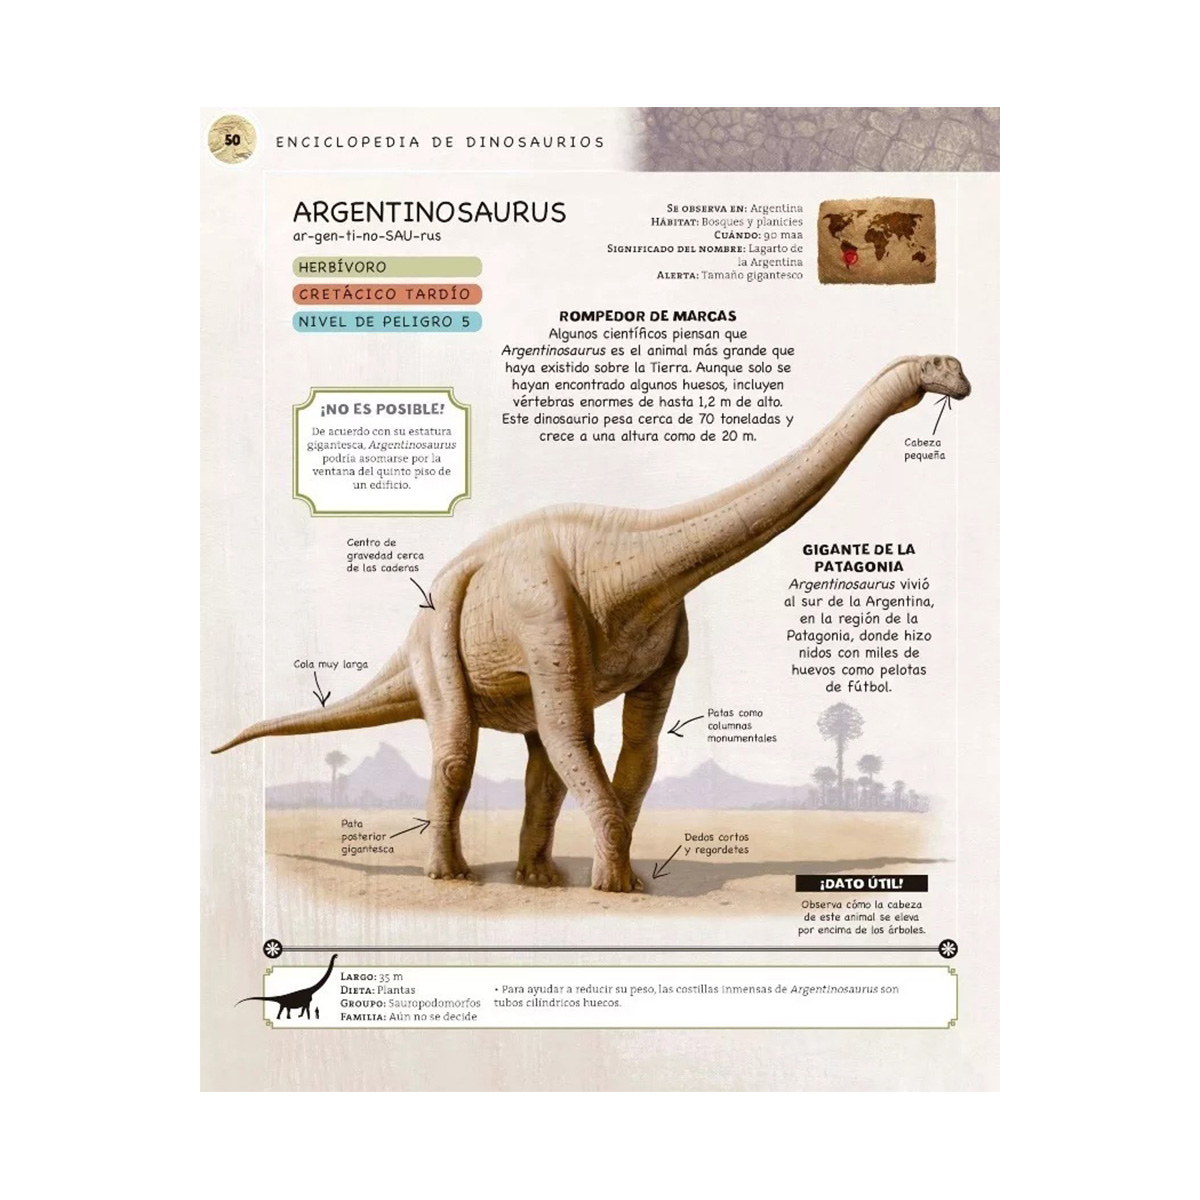 50
ENCICLOPEDIA DE DINOSAURIOS
ARGENTINOSAURUS
ar-gen-ti-no-SAU-rus
HERBÍVORO
CRETÁCICO TARDÍO
NIVEL DE PELIGRO 5
SE OBSERVA EN: Argentina
HÁBITAT: Bosques y planicies
CUÁNDO: 90 maa
SIGNIFICADO DEL NOMBRE: Lagarto de
la Argentina
ALERTA: Tamaño gigantesco
ROMPEDOR DE MARCAS
Algunos científicos piensan que
Argentinosaurus es el animal más grande que
haya existido sobre la Tierra. Aunque solo se
hayan encontrado algunos huesos, incluyen
vértebras enormes de hasta 1,2 m de alto.
Este dinosaurio pesa cerca de 70 toneladas y
crece a una altura como de 20 m.
¡NO ES POSIBLE!
De acuerdo con su estatura
gigantesca, Argentinosaurus
podría asomarse por la
ventana del quinto piso de
un edificio.
Cabeza
pequeña
Centro de
gravedad cerca
de las caderas
GIGANTE DE LA
PATAGONIA
Argentinosaurus vivió
al sur de la Argentina,
en la región de la
Patagonia, donde hizo
nidos con miles de
huevos como pelotas
de fútbol.
Cola muy larga
Patas como
columnas
monumentales
Pata
posterior
gigantesca
Dedos cortos
y regordetes
¡DATO ÚTIL!
Observa cómo la cabeza
de este animal se eleva
por encima de los árboles.
LARGO: 35 m
DIETA: Plantas
GROUPO: Sauropodomorfos
FAMILIA: Aún no se decide
• Para ayudar a reducir su peso, las costillas inmensas de Argentinosaurus son
tubos cilíndricos huecos.